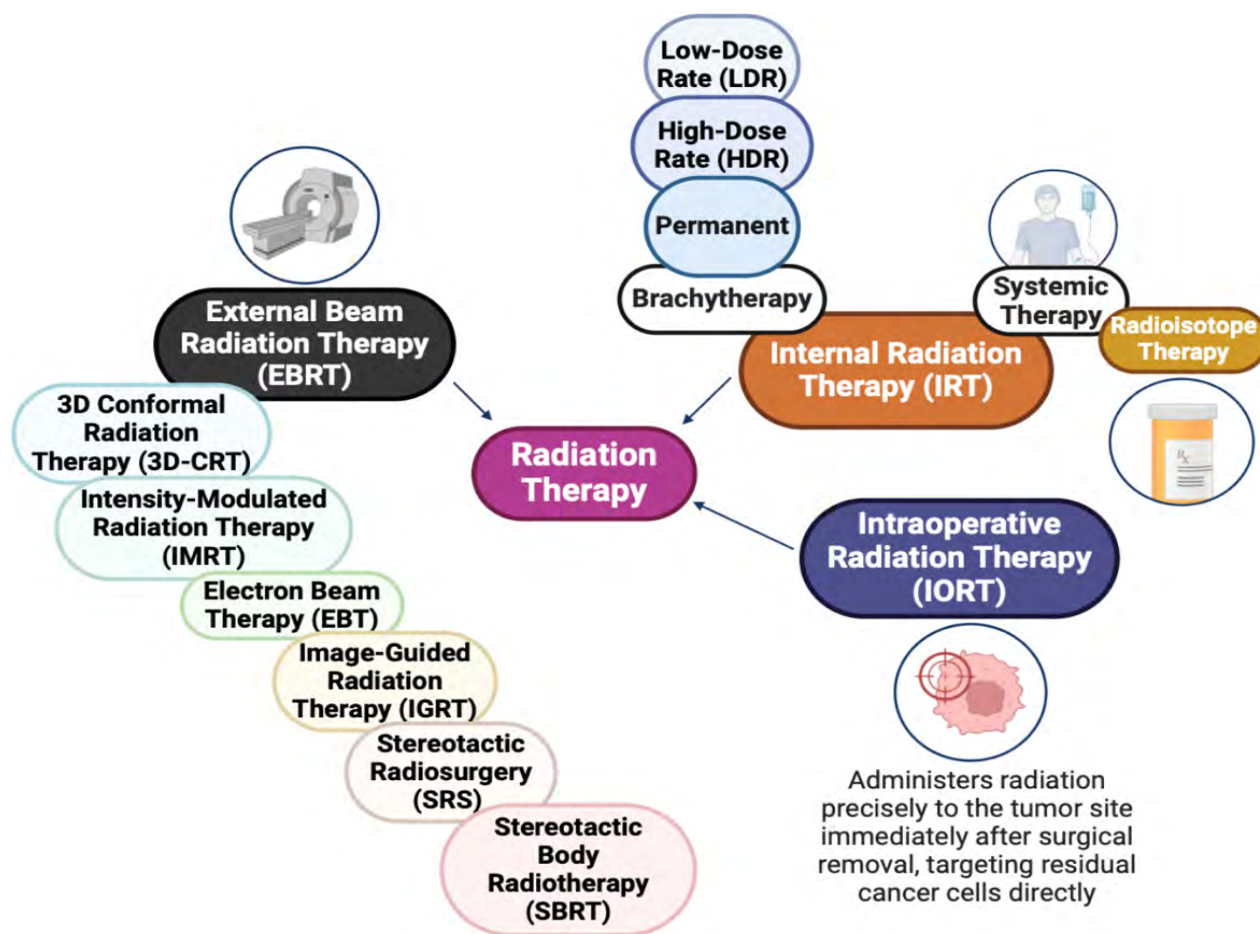 Low-Dose
Rate (LDR)
High-Dose
Rate (HDR)
Permanent
Brachytherapy
Systemic
Therapy
Radioisotope
Therapy
External Beam
Radiation Therapy
(EBRT)
Internal Radiation
Therapy (IRT)
3D Conformal
Radiation
Therapy (3D-CRT)
Radiation
Therapy
Rx
Intensity-Modulated
Radiation Therapy
(IMRT)
Intraoperative
Radiation Therapy
(IORT)
Electron Beam
Therapy (EBT)
Image-Guided
Radiation
Therapy (IGRT)
Stereotactic
Radiosurgery
(SRS)
Stereotactic
Body
Radiotherapy
(SBRT)
Administers radiation
precisely to the tumor site
immediately after surgical
removal, targeting residual
cancer cells directly